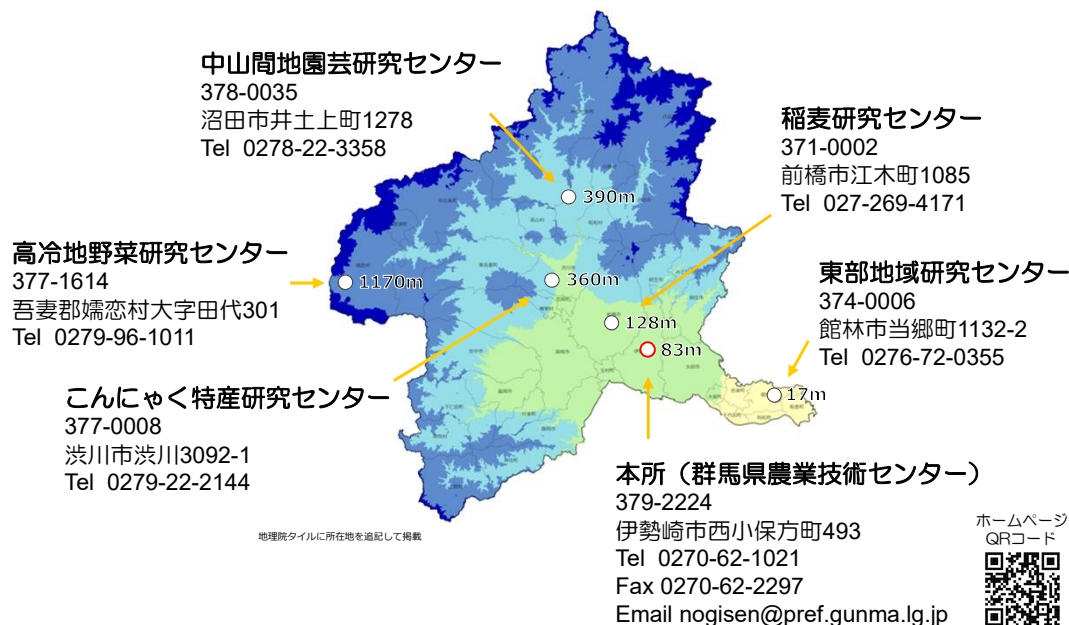 中山間地園芸研究センター
378-0035
沼田市井土上町1278
Tel 0278-22-3358
稲麦研究センター
371-0002
前橋市江木町1085
Tel 027-269-4171
390m
高冷地野菜研究センター
377-1614
吾妻郡嬬恋村大字田代301
Tel 0279-96-1011
1170m
360m
128m
83m
東部地域研究センター
374-0006
館林市当郷町1132-2
Tel 0276-72-0355
17m
こんにゃく特産研究センター
377-0008
渋川市渋川3092-1
Tel 0279-22-2144
本所（群馬県農業技術センター）
379-2224
伊勢崎市西小保方町493
Tel 0270-62-1021
Fax 0270-62-2297
Email nogisen@pref.gunma.lg.jp
地理院タイルに所在地を追記して掲載
ホームページ
QRコード